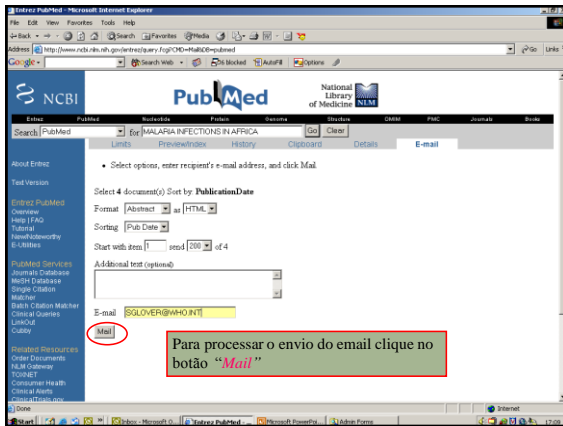 Entrez PubMed - Microsoft Internet Explorer
File Edit View Favorites Tools Help
Back Search Favorites Media
Address http://www.ncbi.nlm.nih.gov/entrez/query.fcgi?CMD=MailsDB=pubmed Go Links
Google Search Web blocked AutoFill Options
NCBI PubMed National Library of Medicine NLM
Entrez PubMed Nucleotide Protein Genome Structure OMIM PMC Journals Books
Search PubMed for MALARIA INFECTIONS IN AFRICA Go Clear
Limits Preview/Index History Clipboard Details E-mail
About Entrez
Text Version
Entrez PubMed
Overview
Help | FAQ
Tutorial
New/Noteworthy
E-Utilities
PubMed Services
Journals Database
MeSH Database
Single Citation
Matcher
Batch Citation Matcher
Clinical Queries
LinkOut
Cubby
Related Resources
Order Documents
NLM Gateway
TOXNET
Consumer Health
Clinical Alerts
ClinicalTrials.gov
• Select options, enter recipient's e-mail address, and click Mail.
Select 4 document(s) Sort by: PublicationDate
Format Abstract as HTML
Sorting Pub Date
Start with item 1 send 200 of 4
Additional text (optional)
E-mail SGLOVER@WHO.INT
Mail
Para processar o envio do email clique no
botão “Mail”
Done Internet
Start Inbox - Microsoft O... Entrez PubMed - ... Microsoft PowerPoi... Admin Forms 17:09